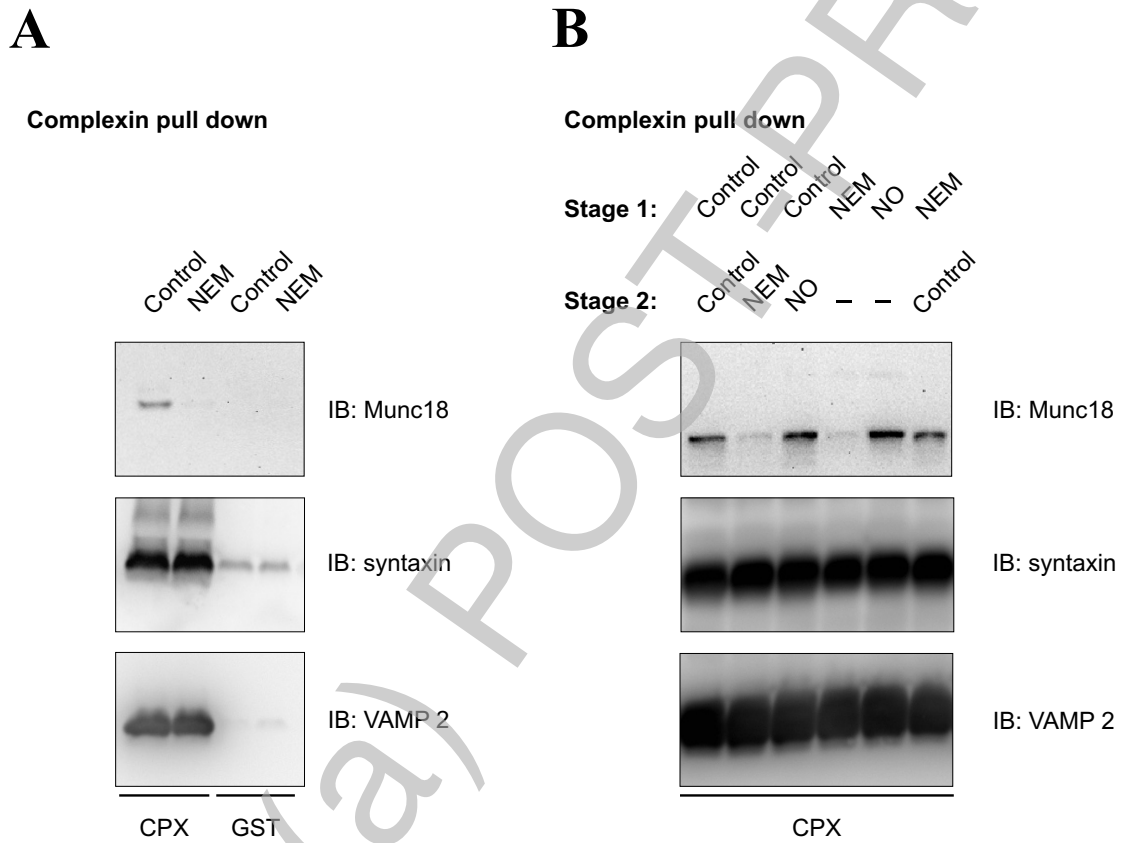 A
Complexin pull down
Control NEM Control NEM
IB: Munc18
IB: syntaxin
IB: VAMP 2
CPX GST
B
Complexin pull down
Stage 1: Control Control Control NEM NO NEM
Stage 2: Control NEM NO – – Control
IB: Munc18
IB: syntaxin
IB: VAMP 2
CPX
(a) POST-PR